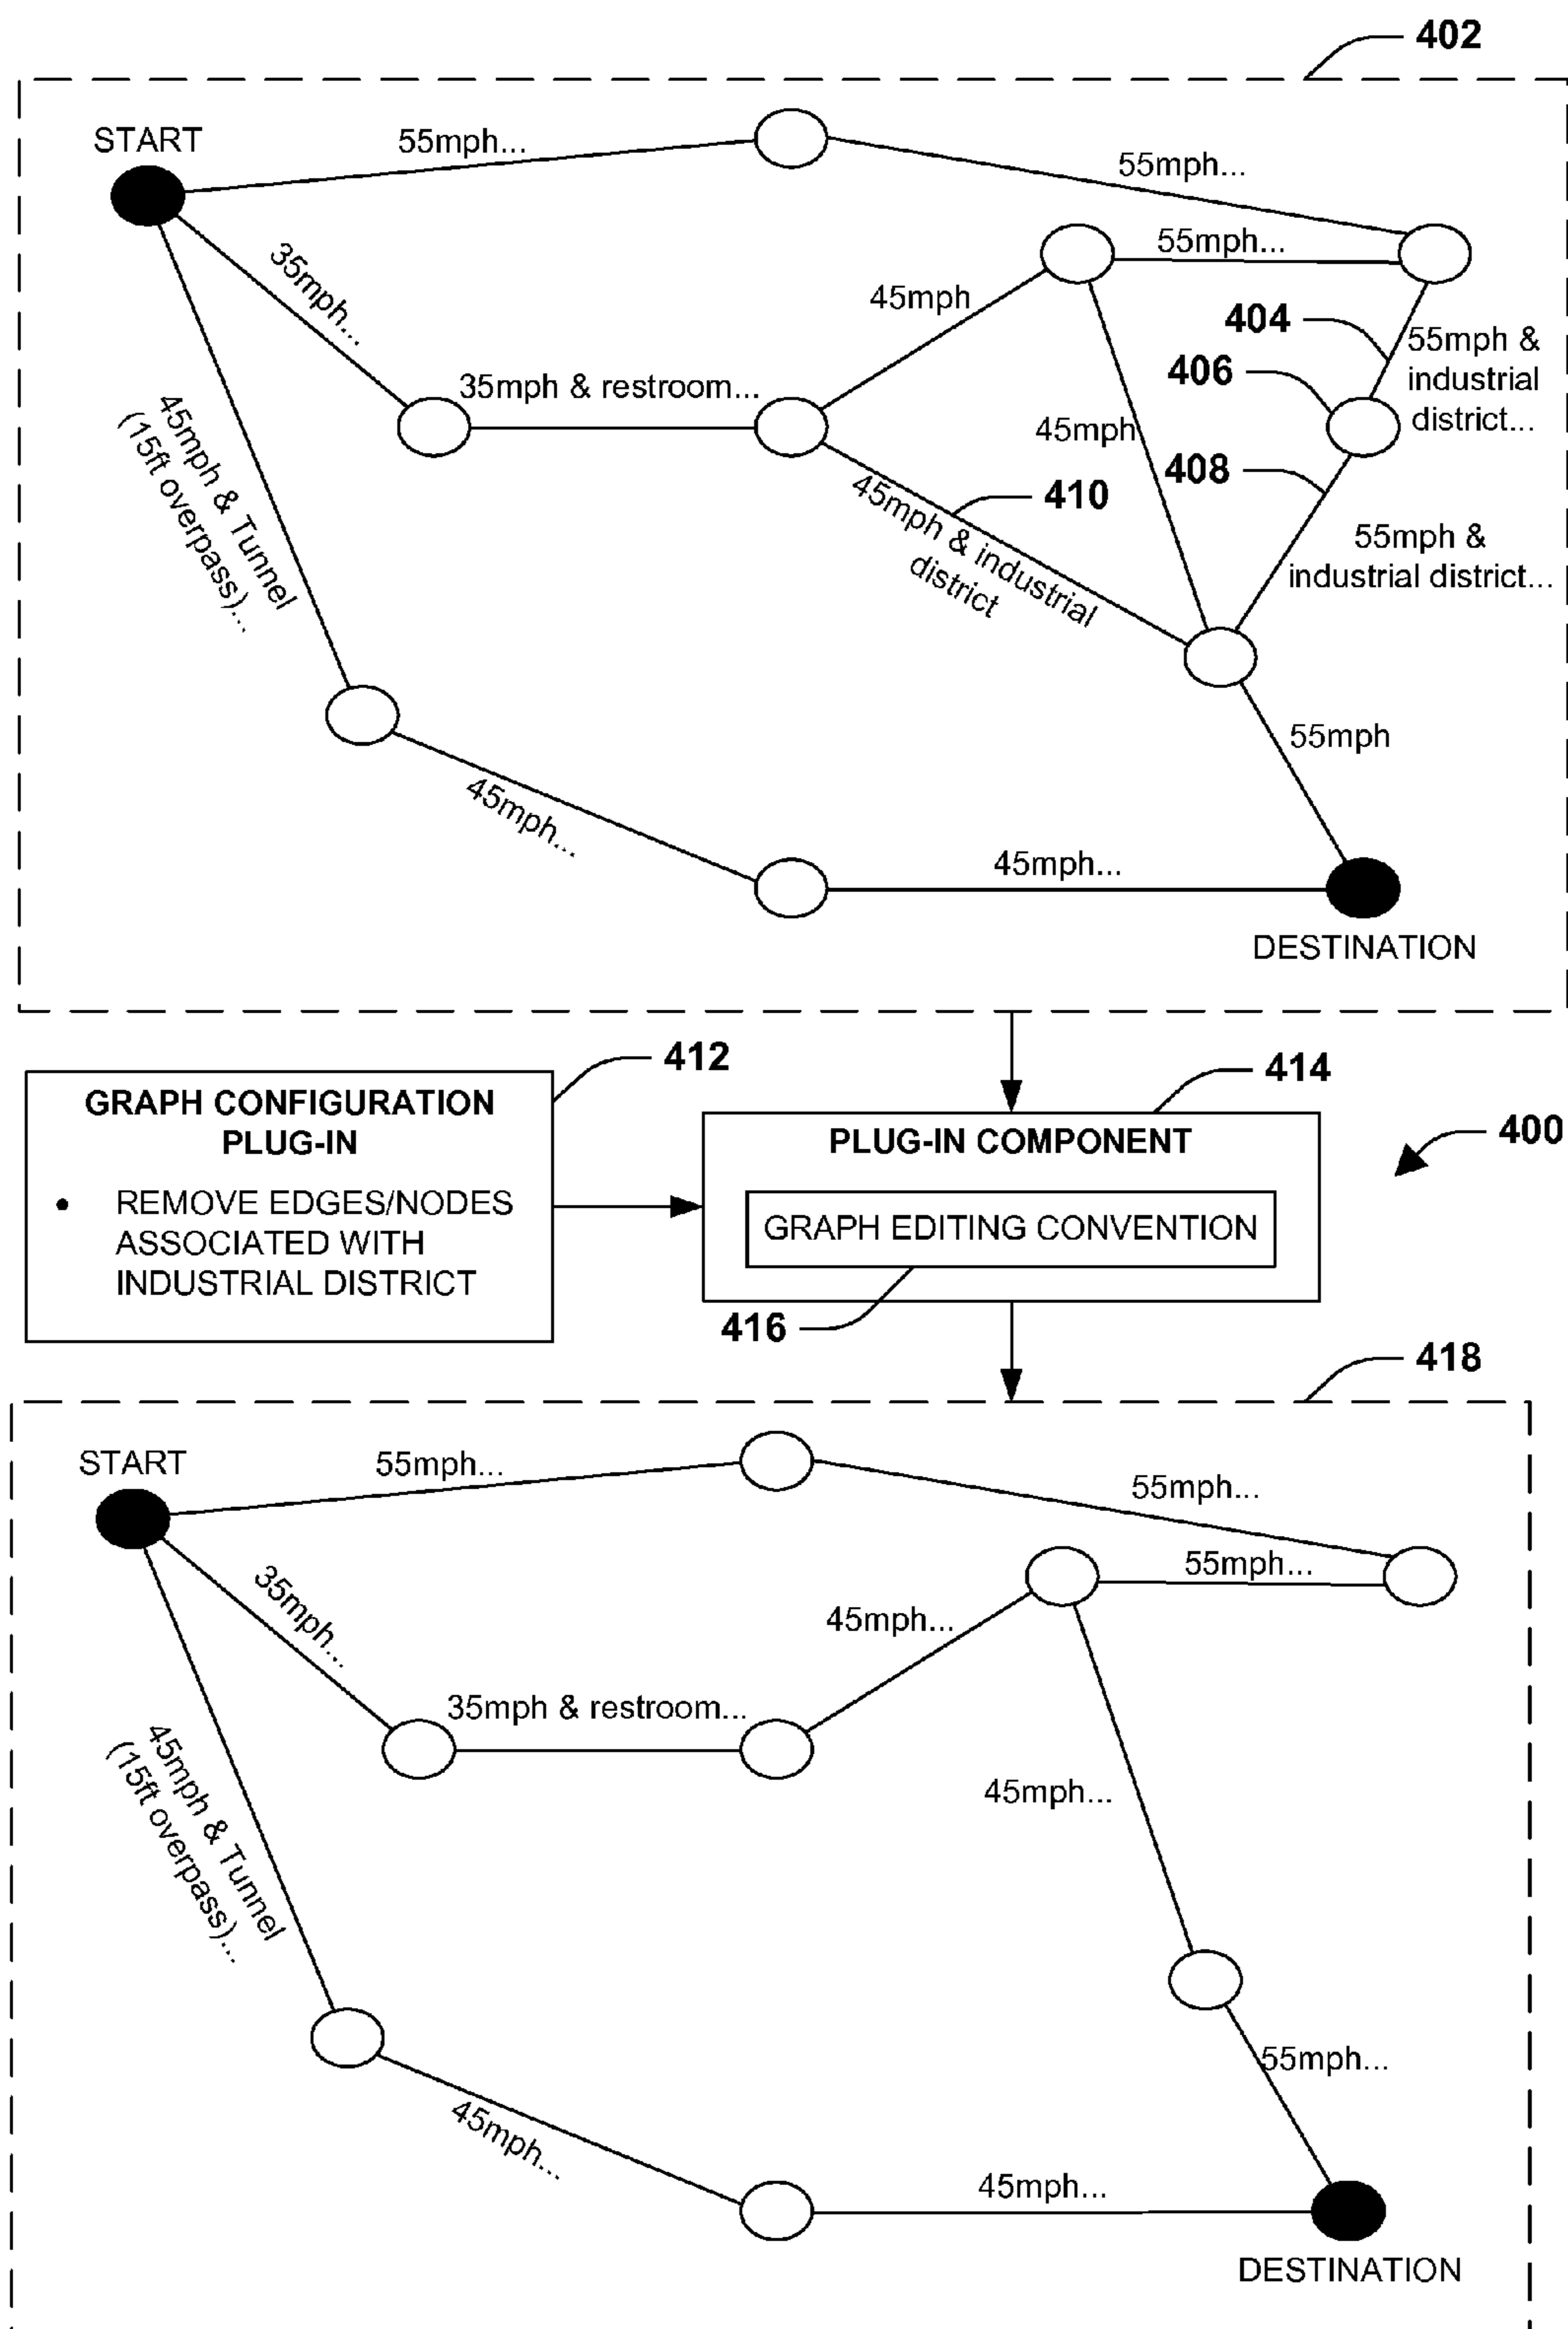 402
START
55mph...
55mph...
55mph...
35mph...
45mph
404
55mph &
industrial
district...
406
35mph & restroom...
45mph & Tunnel
(15ft overpass)...
45mph
408
410
45mph & industrial
district
55mph &
industrial district...
55mph
45mph...
45mph...
DESTINATION
412
GRAPH CONFIGURATION
PLUG-IN
• REMOVE EDGES/NODES
ASSOCIATED WITH
INDUSTRIAL DISTRICT
414
PLUG-IN COMPONENT
GRAPH EDITING CONVENTION
400
416
418
START
55mph...
55mph...
55mph...
35mph...
45mph...
35mph & restroom...
45mph & Tunnel
(15ft overpass)...
45mph...
55mph...
45mph...
45mph...
DESTINATION